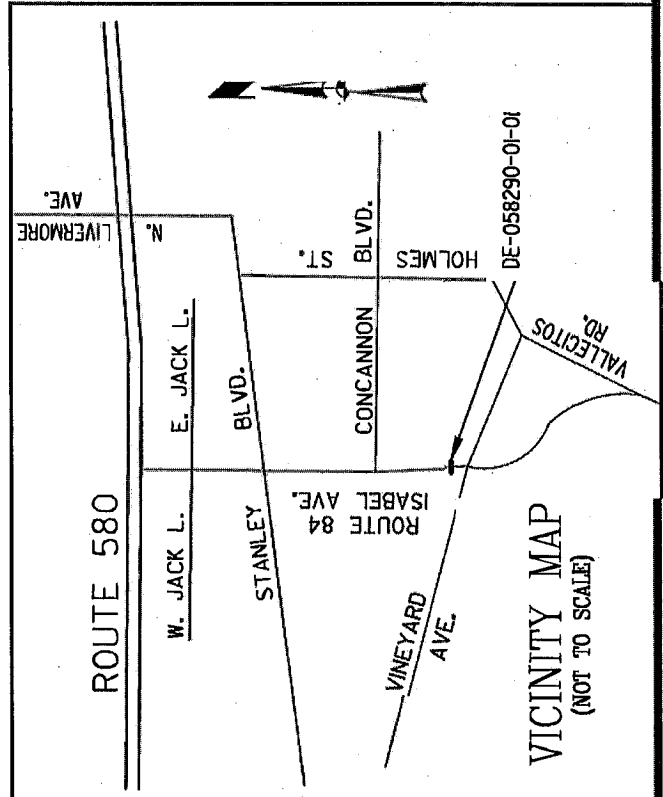 ROUTE 580
W. JACK L.
E. JACK L.
N. LIVERMORE
AVE.
STANLEY BLVD.
HOLMES ST.
CONCANNON BLVD.
ROUTE 84
ISABEL AVE.
DE-058290-01-01
VINEYARD
AVE.
VALLECITOS
RD.
VICINITY MAP
(NOT TO SCALE)